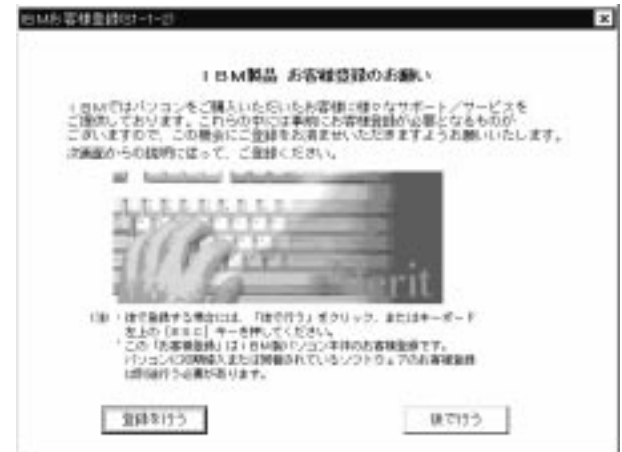 IBMお客様登録(S1-1-2)
IBM製品 お客様登録のお願い
IBMではパソコンをご購入いただいたお客様に様々なサポート／サービスを
ご提供しております。これらの中には事前にお客様登録が必要となるものが
ございますので、この機会にご登録をお済ませいただきますようお願いいたします。
次画面からの説明に従って、ご登録ください。
erit
(注)・後で登録する場合には、「後で行う」をクリック、またはキーボード
左上の［ESC］キーを押してください。
・この「お客様登録」はIBM製パソコン本体のお客様登録です。
パソコンに初期導入または同梱されているソフトウェアのお客様登録
は別途行う必要があります。
登録を行う
後で行う